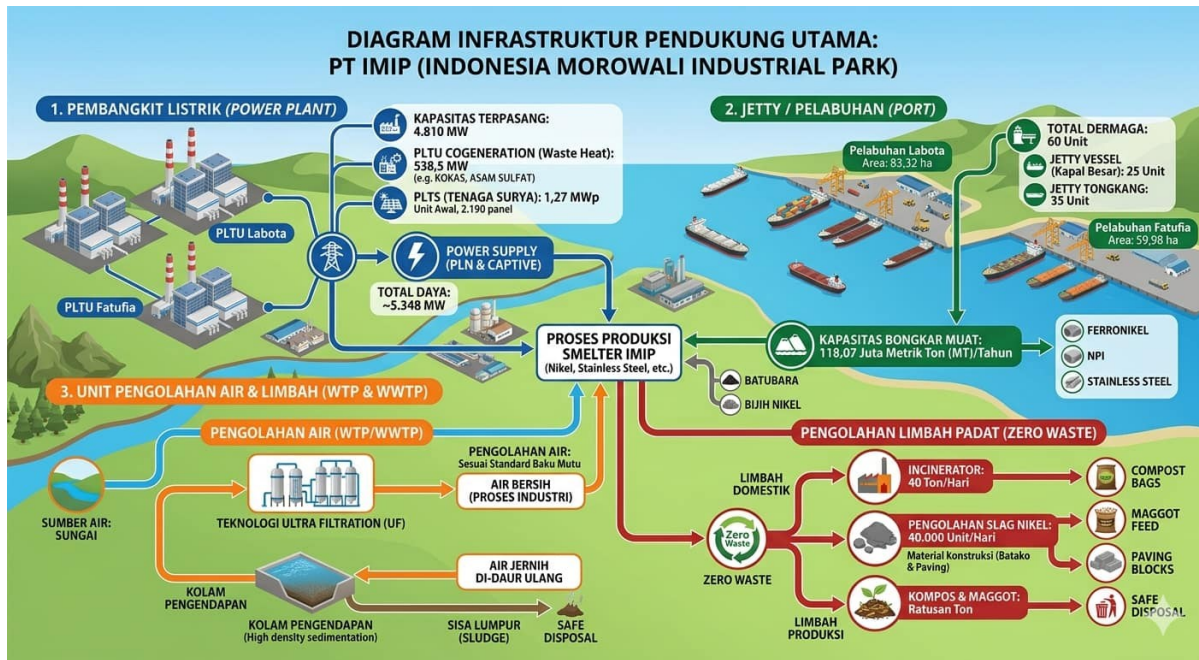 DIAGRAM INFRASTRUKTUR PENDUKUNG UTAMA:
PT IMIP (INDONESIA MOROWALI INDUSTRIAL PARK)
1. PEMBANGKIT LISTRIK (POWER PLANT)
KAPASITAS TERPASANG:
4.810 MW
PLTU COGENERATION (Waste Heat):
538,5 MW
(e.g. KOKAS, ASAM SULFAT)
PLTS (TENAGA SURYA): 1,27 MWp
Unit Awal, 2.190 panel
PLTU Labota
PLTU Fatufia
POWER SUPPLY
(PLN & CAPTIVE)
TOTAL DAYA:
~5.348 MW
2. JETTY / PELABUHAN (PORT)
Pelabuhan Labota
Area: 83,32 ha
TOTAL DERMAGA:
60 Unit
JETTY VESSEL
(Kapal Besar): 25 Unit
JETTY TONGKANG:
35 Unit
Pelabuhan Fatufia
Area: 59,98 ha
KAPASITAS BONGKAR MUAT:
118,07 Juta Metrik Ton (MT)/Tahun
FERRONIKEL
NPI
STAINLESS STEEL
PROSES PRODUKSI
SMELTER IMIP
(Nikel, Stainless Steel, etc.)
BATUBARA
BIJIH NIKEL
3. UNIT PENGOLAHAN AIR & LIMBAH (WTP & WWTP)
PENGOLAHAN AIR (WTP/WWTP)
SUMBER AIR:
SUNGAI
TEKNOLOGI ULTRA FILTRATION (UF)
PENGOLAHAN AIR:
Sesuai Standard Baku Mutu
AIR BERSIH
(PROSES INDUSTRI)
AIR JERNIH
DI-DAUR ULANG
KOLAM
PENGENDAPAN
KOLAM PENGENDAPAN
(High denslty sedimentation)
SISA LUMPUR
(SLUDGE)
SAFE
DISPOSAL
PENGOLAHAN LIMBAH PADAT (ZERO WASTE)
LIMBAH
DOMESTIK
Zero
Waste
ZERO WASTE
LIMBAH
PRODUKSI
INCINERATOR:
40 Ton/Hari
COMPOST
BAGS
PENGOLAHAN SLAG NIKEL:
40.000 Unit/Hari
Material Konstruksi (Batako
& Paving)
MAGGOT
FEED
PAVING
BLOCKS
KOMPOS & MAGGOT:
Ratusan Ton
SAFE
DISPOSAL